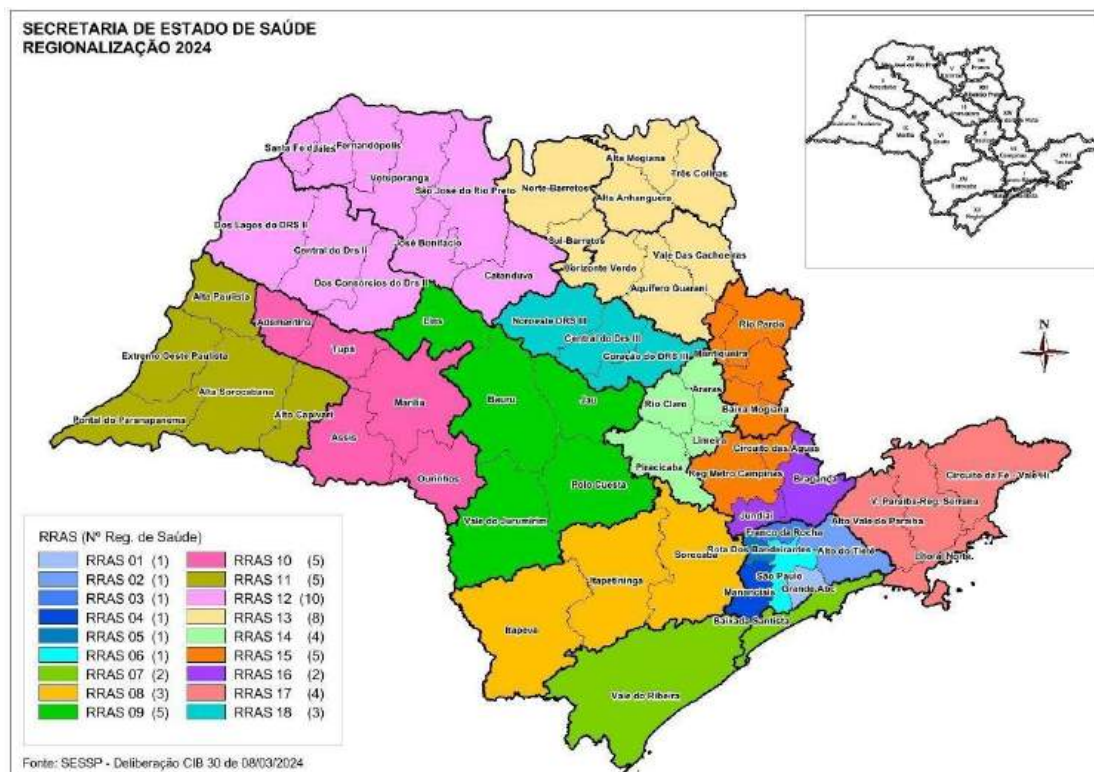 SECRETARIA DE ESTADO DE SAÚDE
REGIONALIZAÇÃO 2024
Santa Fe d
Jales
Fernandópolis
Votuporanga
São José do Rio Preto
Dos Lagos do DRS II
Central do Drs II
José Bonifácio
Dos Consórcios do Drs II
Catanduva
Norte-Barretos
Alta Mogiana
Três Colinas
Alta Anhanguera
Sul-Barretos
Horizonte Verde
Vale Das Cachoeiras
Aquífero Guarani
Alta Paulista
Adamantina
Tupã
Lins
Extremo Oeste Paulista
Alta Sorocabana
Pontal do Paranapanema
Alto Capivari
Marília
Assis
Ourinhos
Bauru
Jau
Polo Cuesta
Vale do Jurumirim
Noroeste DRS III
Central do Drs III
Coração do DRS III
Rio Pardo
Mantiqueira
Baixa Mogiana
Araras
Rio Claro
Limeira
Piracicaba
Circuito das Águas
Reg Metro Campinas
Bragança
Jundiaí
Circuito da Fé - Vale Hi
V. Paraíba-Reg. Serrana
Alto Vale do Paraíba
Litoral Norte
Franco da Rocha
Rota Dos Bandeirantes
Alto do Tietê
São Paulo
Mananciais
Grande Abc
Baixada Santista
Sorocaba
Itapetininga
Itapeva
Vale do Ribeira
N
RRAS (Nº Reg. de Saúde)
RRAS 01 (1)
RRAS 02 (1)
RRAS 03 (1)
RRAS 04 (1)
RRAS 05 (1)
RRAS 06 (1)
RRAS 07 (2)
RRAS 08 (3)
RRAS 09 (5)
RRAS 10 (5)
RRAS 11 (5)
RRAS 12 (10)
RRAS 13 (8)
RRAS 14 (4)
RRAS 15 (5)
RRAS 16 (2)
RRAS 17 (4)
RRAS 18 (3)
Fonte: SESSP - Deliberação CIB 30 de 08/03/2024